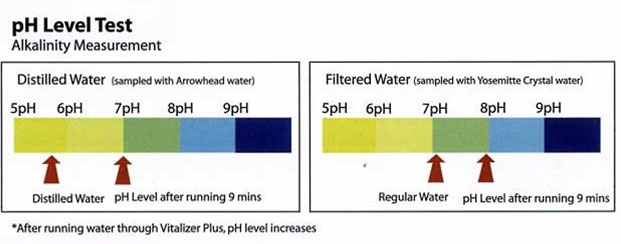 pH Level Test
Alkalinity Measurement
Distilled Water (sampled with Arrowhead water)
5pH 6pH 7pH 8pH 9pH
Distilled Water pH Level after running 9 mins
Filtered Water (sampled with Yosemitte Crystal water)
5pH 6pH 7pH 8pH 9pH
Regular Water pH Level after running 9 mins
*After running water through Vitalizer Plus, pH level increases